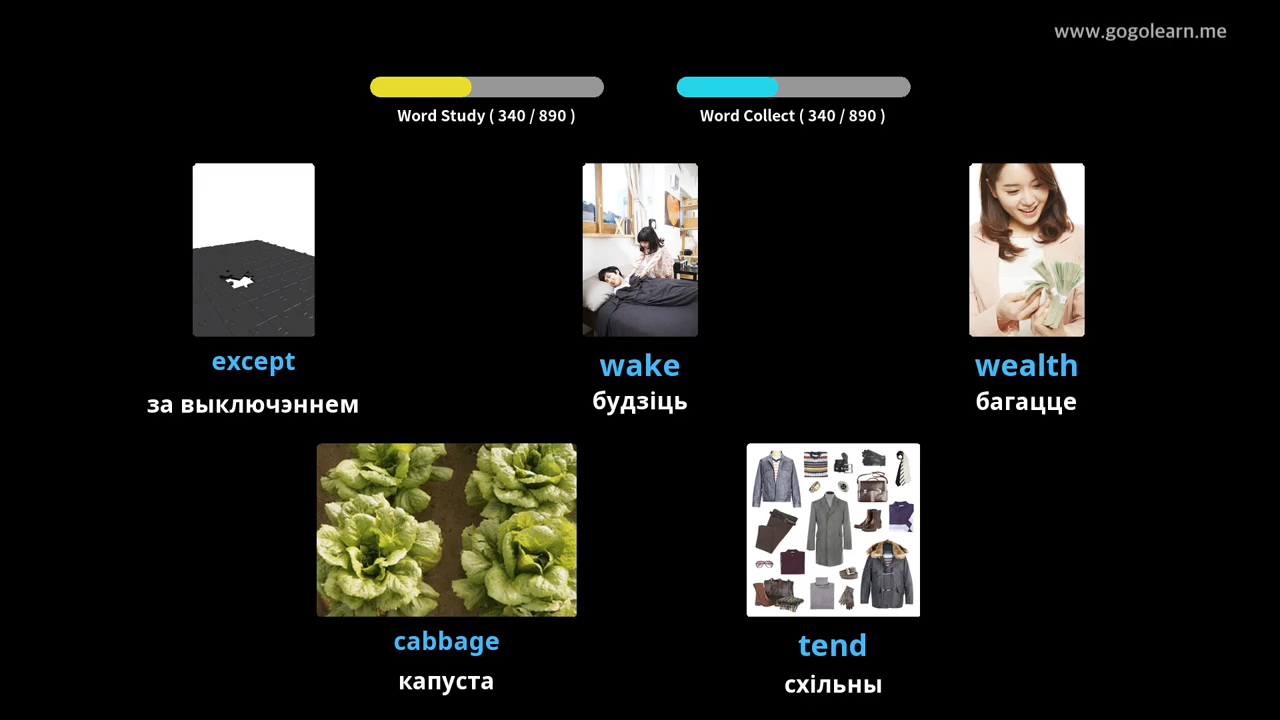 www.gogolearn.me
Word Study ( 340 / 890 )
Word Collect ( 340 / 890 )
except
за выключэннем
wake
будзіць
wealth
багацце
cabbage
капуста
tend
схільны